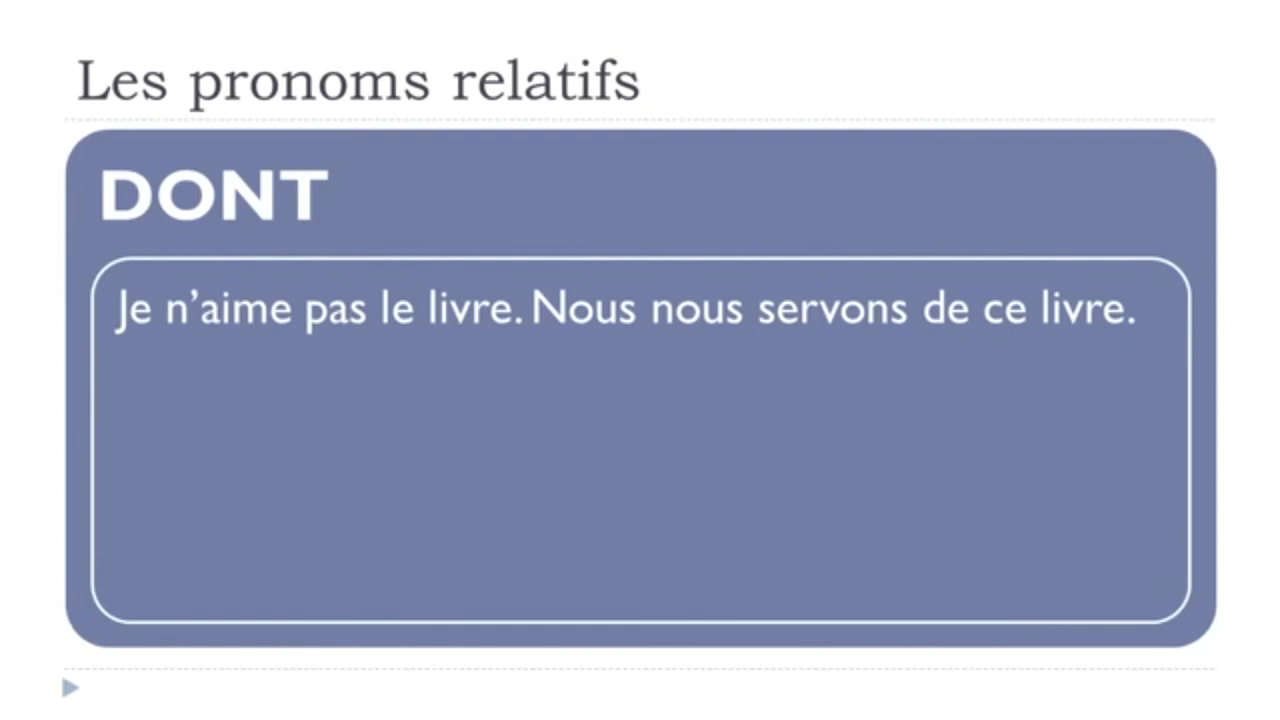 Les pronoms relatifs
DONT
Je n’aime pas le livre. Nous nous servons de ce livre.